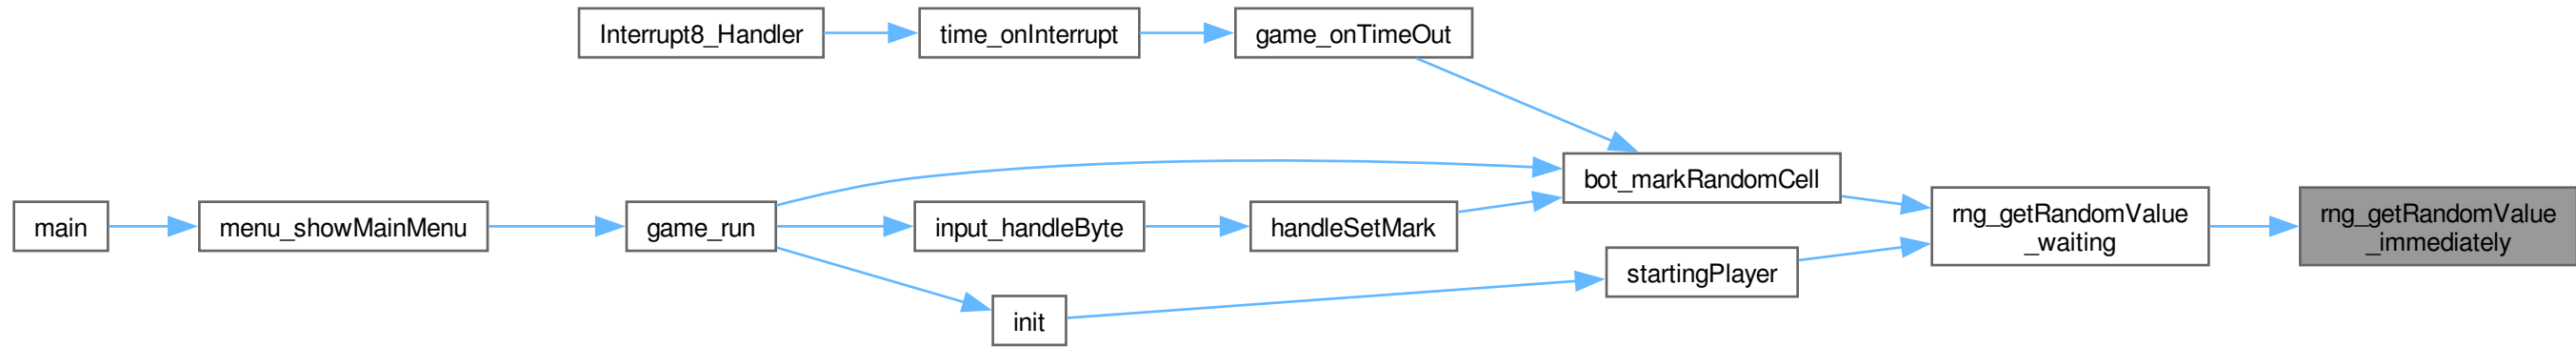 Interrupt8_Handler
time_onInterrupt
game_onTimeOut
main
menu_showMainMenu
game_run
input_handleByte
handleSetMark
bot_markRandomCell
init
startingPlayer
rng_getRandomValue
_waiting
rng_getRandomValue
_immediately